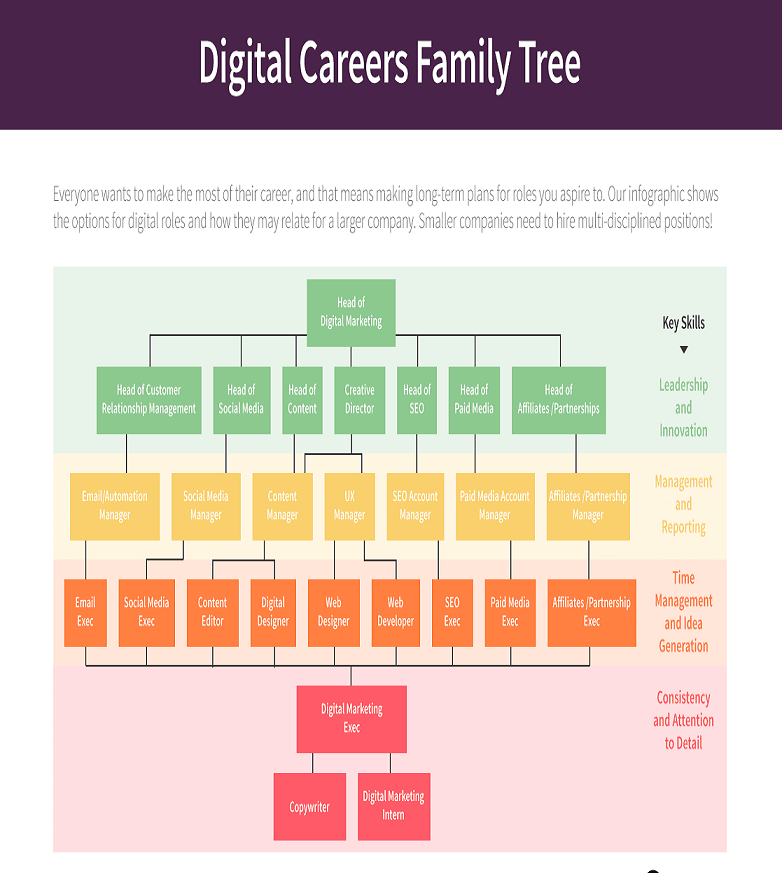 Digital Careers Family Tree
Everyone wants to make the most of their career, and that means making long-term plans for roles you aspire to. Our infographic shows
the options for digital roles and how they may relate for a larger company. Smaller companies need to hire multi-disciplined positions!
Head of
Digital Marketing
Key Skills
Head of Customer
Relationship Management
Head of
Social Media
Head of
Content
Creative
Director
Head of
SEO
Head of
Paid Media
Head of
Affiliates /Partnerships
Leadership
and
Innovation
Email/Automation
Manager
Social Media
Manager
Content
Manager
UX
Manager
SEO Account
Manager
Paid Media Account
Manager
Affiliates /Partnership
Manager
Management
and
Reporting
Email
Exec
Social Media
Exec
Content
Editor
Digital
Designer
Web
Designer
Web
Developer
SEO
Exec
Paid Media
Exec
Affiliates /Partnership
Exec
Time
Management
and Idea
Generation
Digital Marketing
Exec
Consistency
and Attention
to Detail
Copywriter
Digital Marketing
Intern